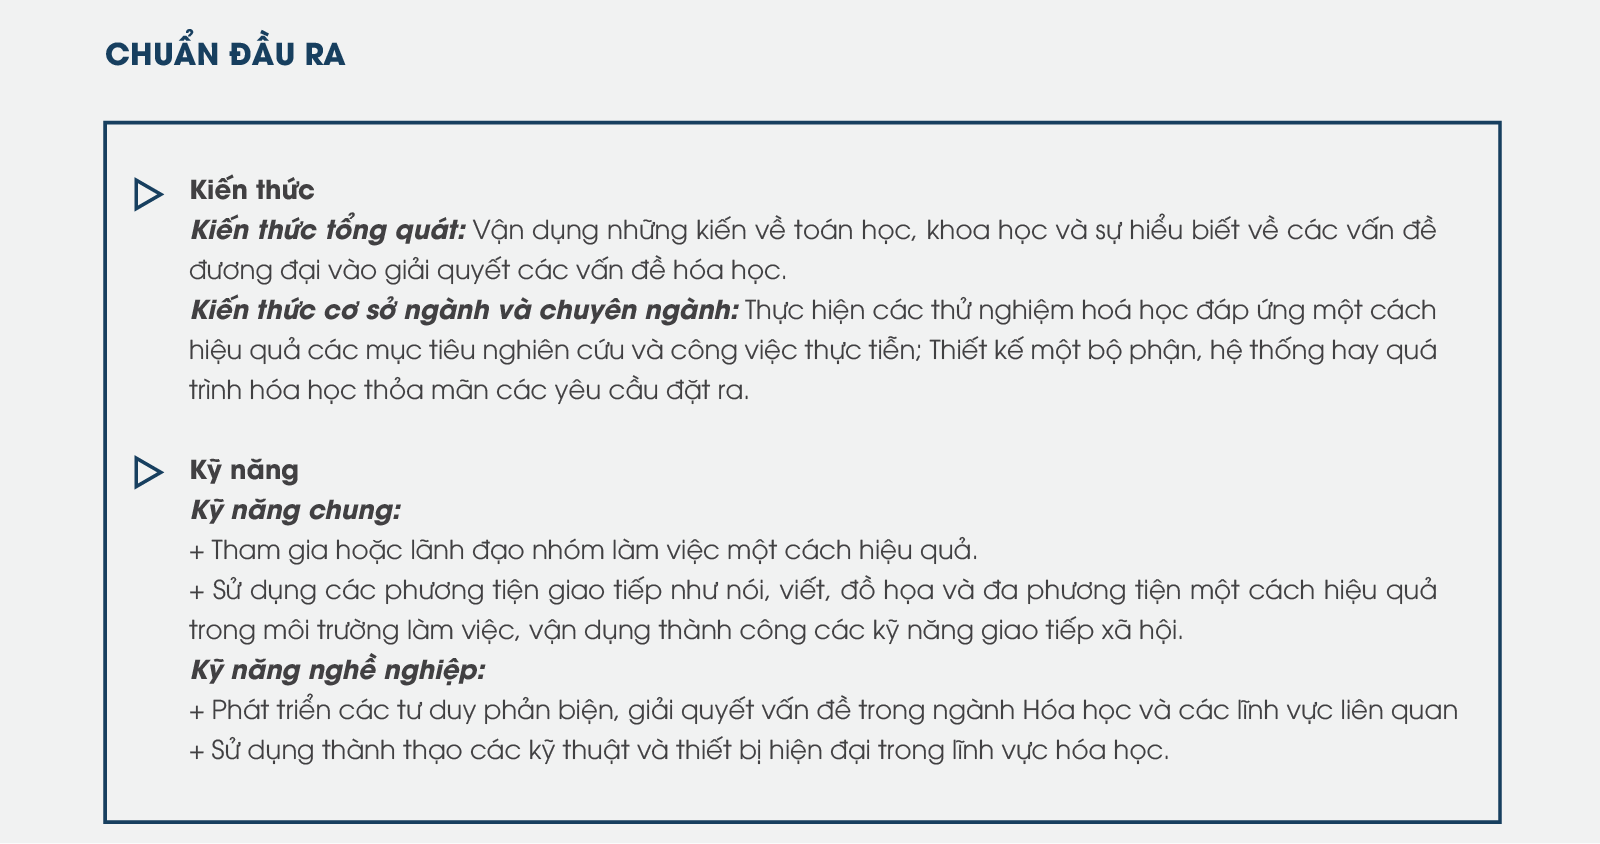 CHUẨN ĐẦU RA
Kiến thức
Kiến thức tổng quát: Vận dụng những kiến về toán học, khoa học và sự hiểu biết về các vấn đề
đương đại vào giải quyết các vấn đề hóa học.
Kiến thức cơ sở ngành và chuyên ngành: Thực hiện các thử nghiệm hoá học đáp ứng một cách
hiệu quả các mục tiêu nghiên cứu và công việc thực tiễn; Thiết kế một bộ phận, hệ thống hay quá
trình hóa học thỏa mãn các yêu cầu đặt ra.
Kỹ năng
Kỹ năng chung:
+ Tham gia hoặc lãnh đạo nhóm làm việc một cách hiệu quả.
+ Sử dụng các phương tiện giao tiếp như nói, viết, đồ họa và đa phương tiện một cách hiệu quả
trong môi trường làm việc, vận dụng thành công các kỹ năng giao tiếp xã hội.
Kỹ năng nghề nghiệp:
+ Phát triển các tư duy phản biện, giải quyết vấn đề trong ngành Hóa học và các lĩnh vực liên quan
+ Sử dụng thành thạo các kỹ thuật và thiết bị hiện đại trong lĩnh vực hóa học.